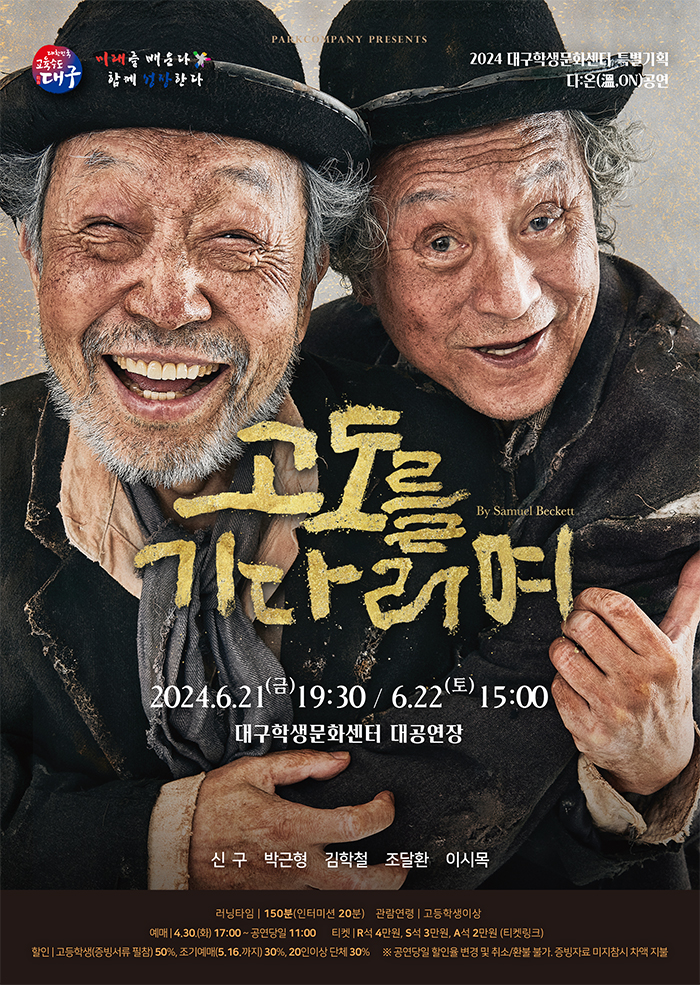 PARKCOMPANY PRESENTS
대한민국
교육수도
대구
미래를 배운다
함께 성장한다
2024 대구학생문화센터 특별기획
다:온(溫.ON)공연
고도를
By Samuel Beckett
기다리며
2024.6.21(금)19:30 / 6.22(토) 15:00
대구학생문화센터 대공연장
신 구 박근형 김학철 조달환 이시목
러닝타임 | 150분(인터미션 20분) 관람연령 | 고등학생이상
예매 | 4.30.(화) 17:00 ~ 공연당일 11:00 티켓 | R석 4만원, S석 3만원, A석 2만원 (티켓링크)
할인 | 고등학생(증빙서류 필참) 50%, 조기예매(5.16.까지) 30%, 20인이상 단체 30% ※ 공연당일 할인율 변경 및 취소/환불 불가. 증빙자료 미지참시 차액 지불